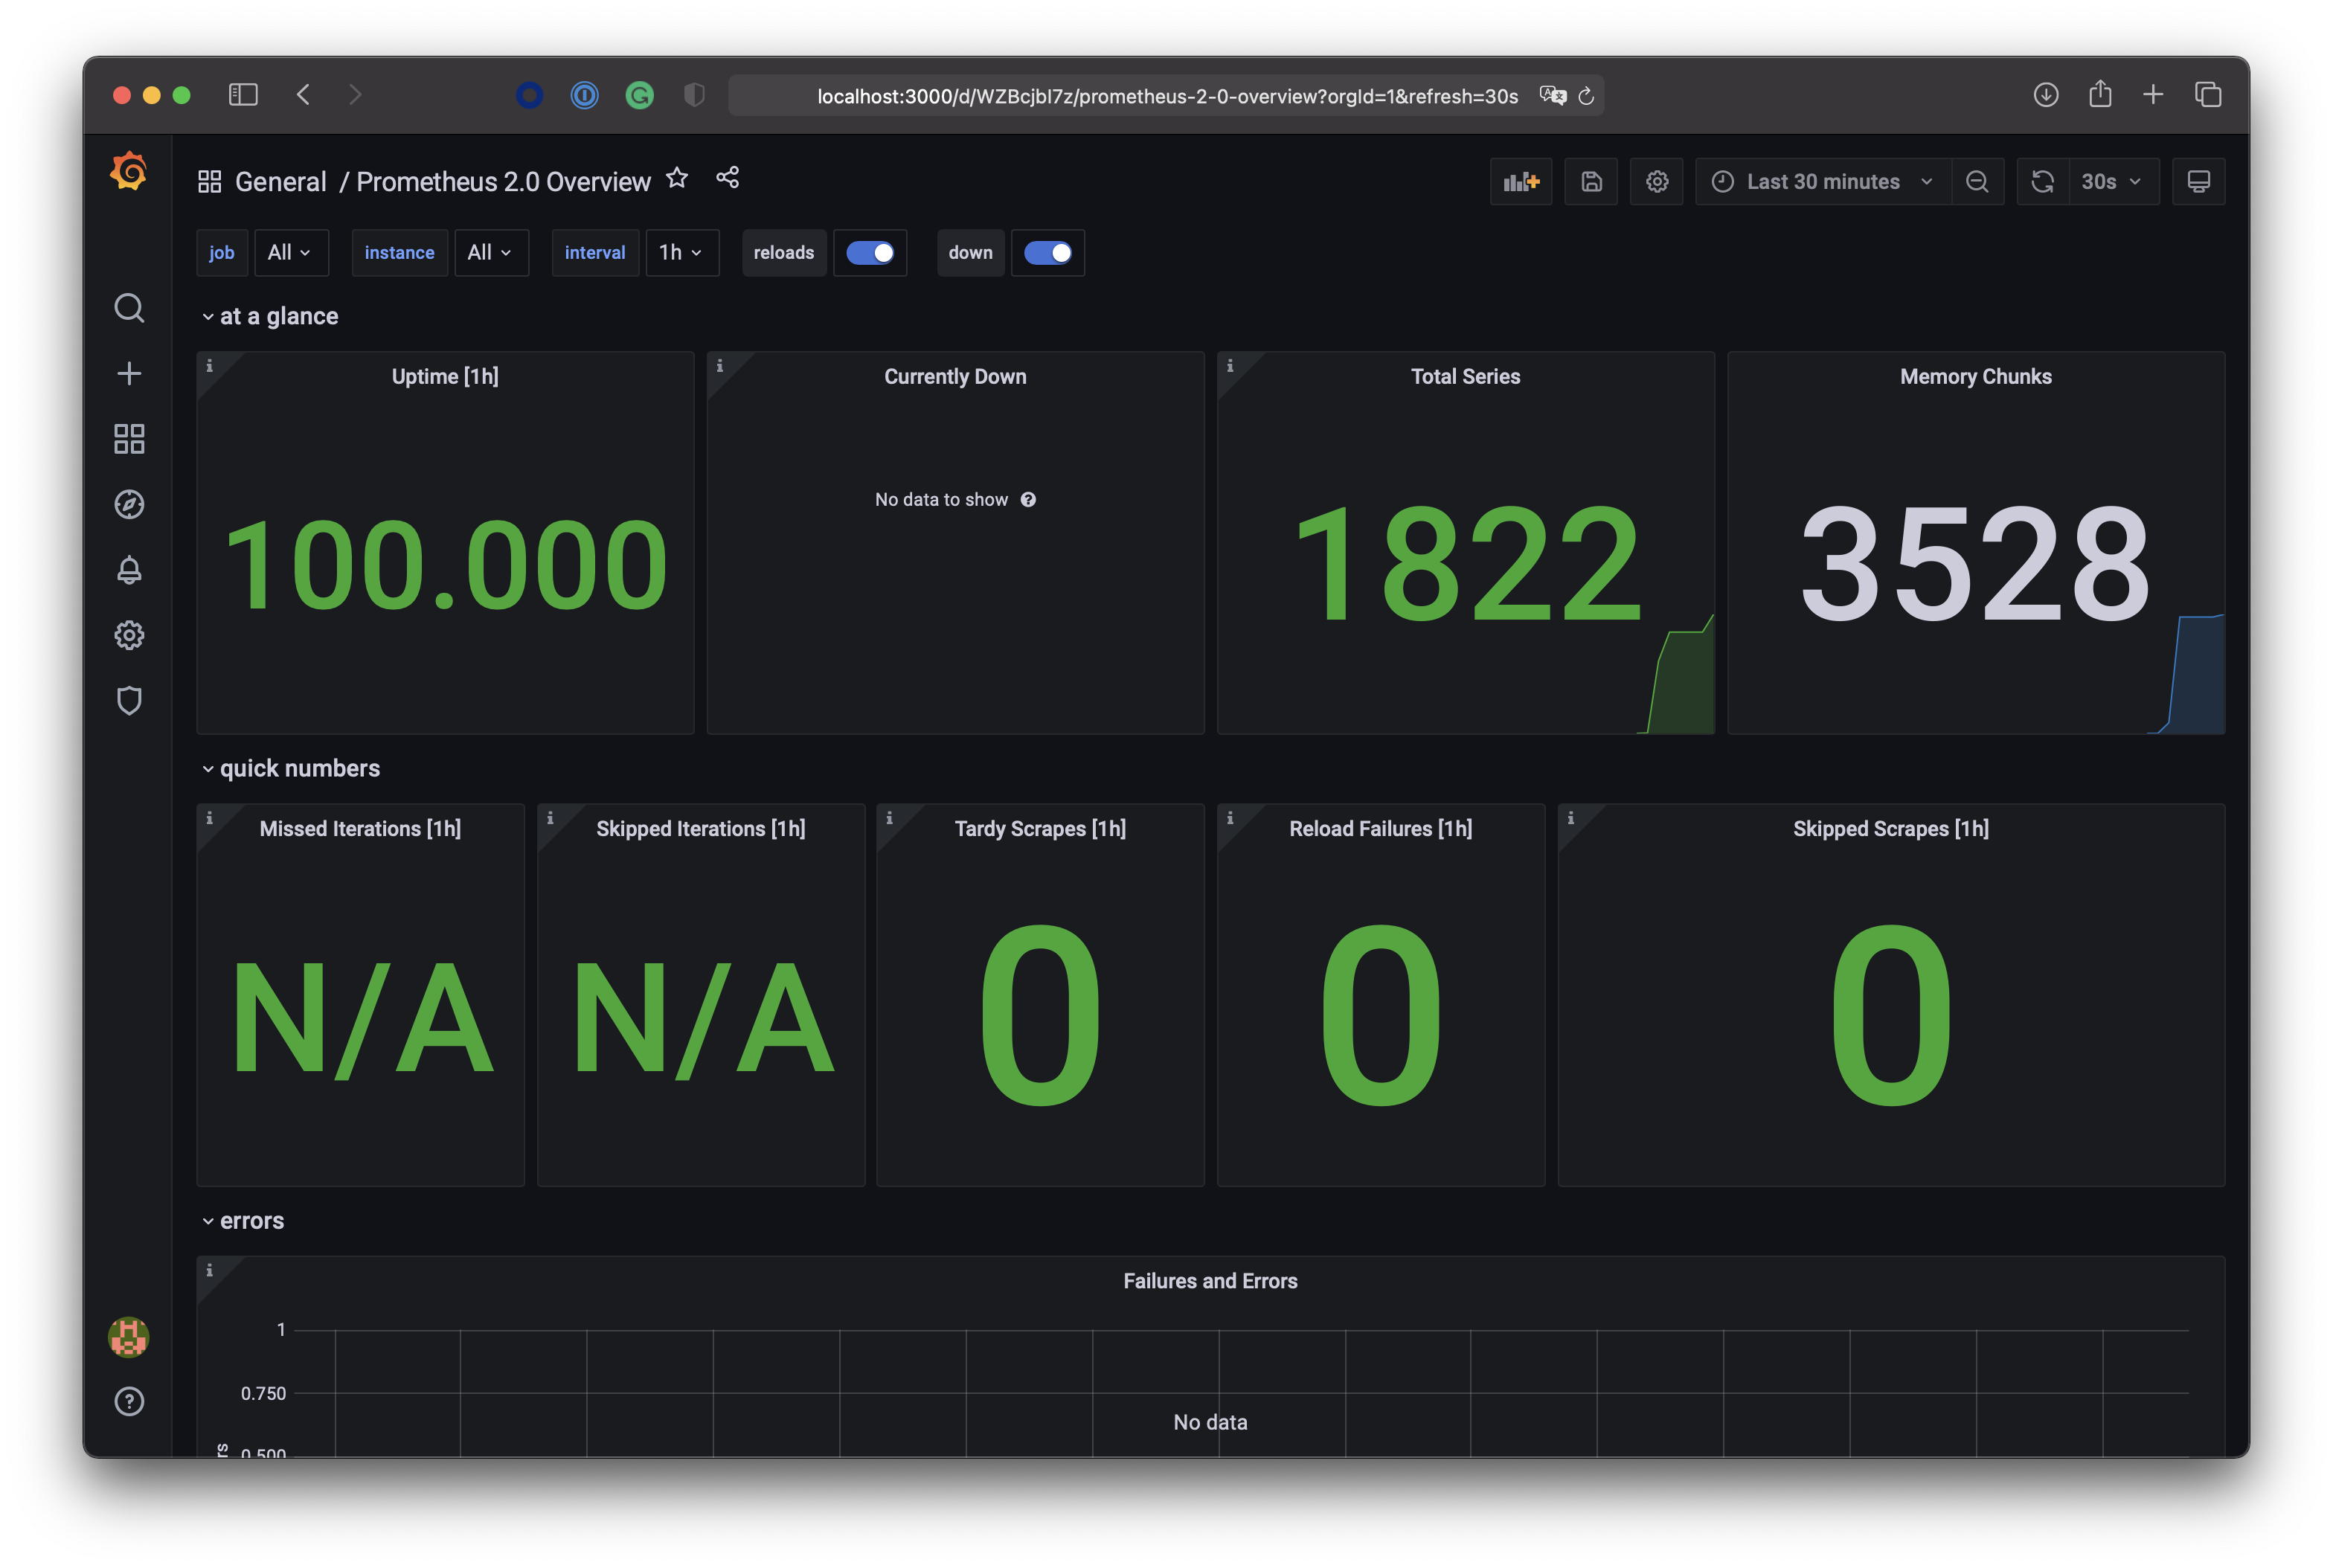 localhost:3000/d/WZBcjbI7z/prometheus-2-0-overview?orgId=1&refresh=30s
General / Prometheus 2.0 Overview
Last 30 minutes
30s
job All instance All interval 1h reloads down
at a glance
Uptime [1h]
100.000
Currently Down
No data to show
Total Series
1822
Memory Chunks
3528
quick numbers
Missed Iterations [1h]
N/A
Skipped Iterations [1h]
N/A
Tardy Scrapes [1h]
0
Reload Failures [1h]
0
Skipped Scrapes [1h]
0
errors
Failures and Errors
1
0.750
No data
0.500